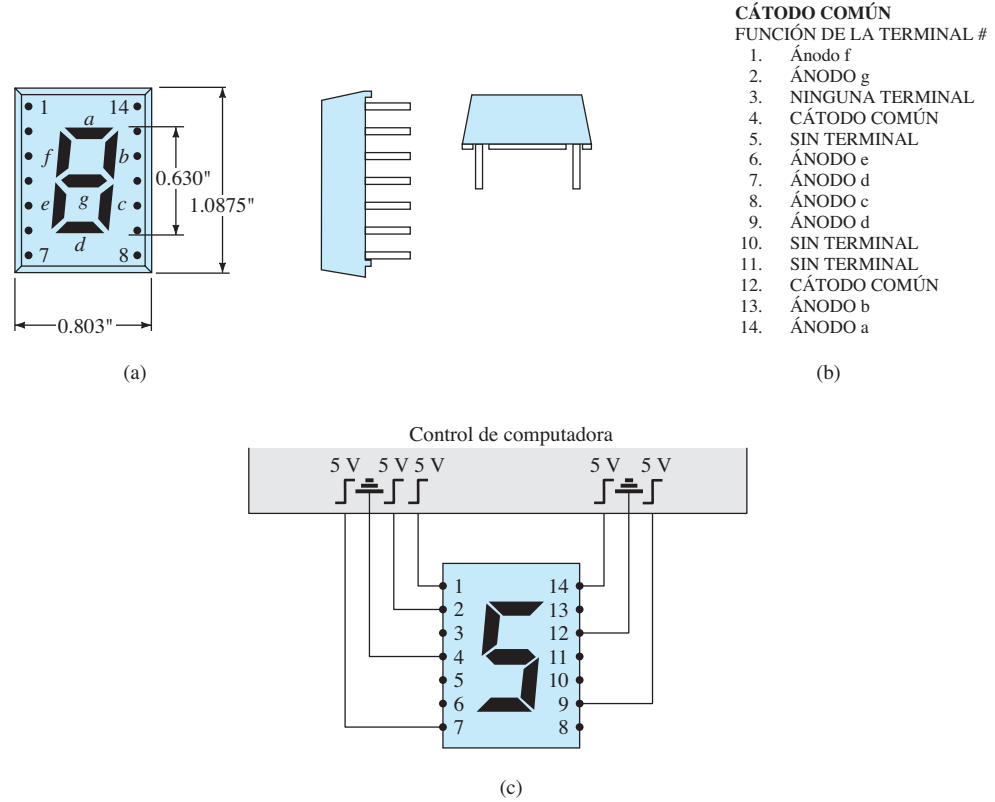 1 14
a
f b
0.630"
1.0875"
e g c
d
7 8
0.803"
(a)
CÁTODO COMÚN
FUNCIÓN DE LA TERMINAL #
1. Ánodo f
2. ÁNODO g
3. NINGUNA TERMINAL
4. CÁTODO COMÚN
5. SIN TERMINAL
6. ÁNODO e
7. ÁNODO d
8. ÁNODO c
9. ÁNODO d
10. SIN TERMINAL
11. SIN TERMINAL
12. CÁTODO COMÚN
13. ÁNODO b
14. ÁNODO a
(b)
Control de computadora
5 V 5 V 5 V 5 V 5 V
1 14
2 13
3 12
4 11
5 10
6 9
7 8
(c)